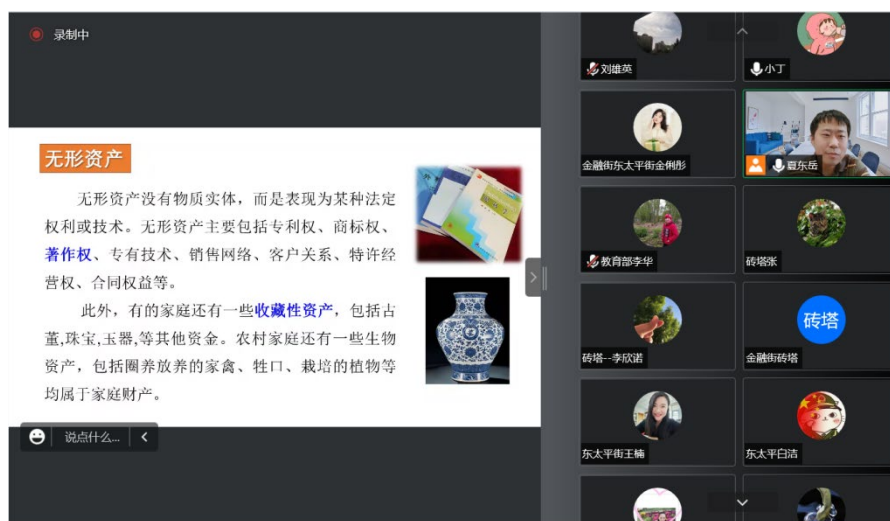 录制中
无形资产
无形资产没有物质实体，而是表现为某种法定
权利或技术。无形资产主要包括专利权、商标权、
著作权、专有技术、销售网络、客户关系、特许经
营权、合同权益等。
此外，有的家庭还有一些收藏性资产，包括古
董,珠宝,玉器,等其他资金。农村家庭还有一些生物
资产，包括圈养放养的家禽、牲口、栽培的植物等
均属于家庭财产。
说点什么...
刘雄英
小丁
金融街东太平街金俐彤
夏东岳
教育部李华
砖塔张
砖塔--李欣诺
砖塔
金融街砖塔
东太平街王楠
东太平白洁